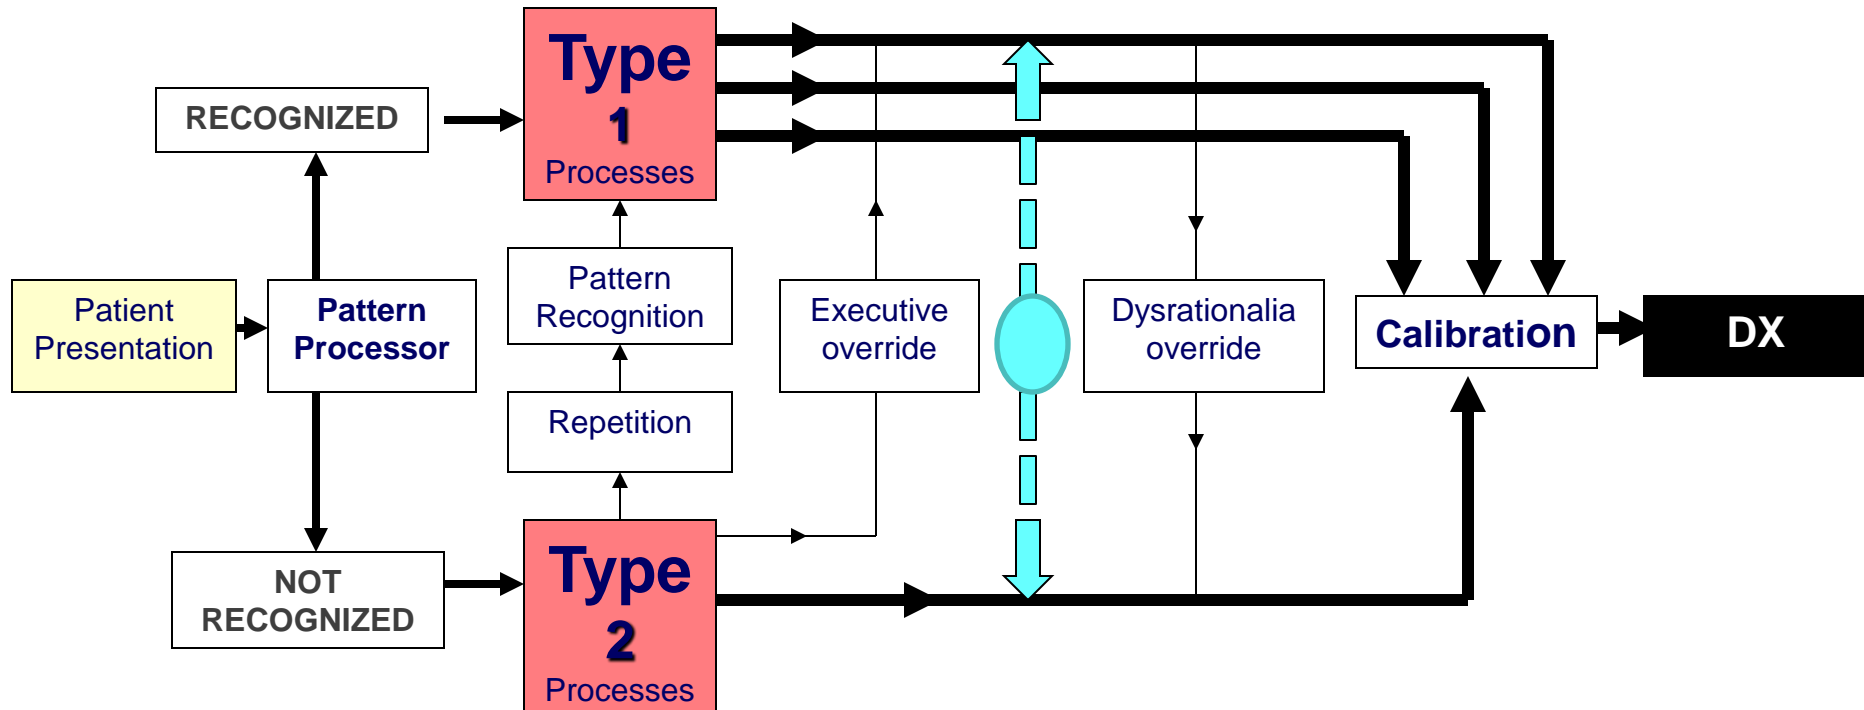 Type
1
Processes
RECOGNIZED
Patient
Presentation
Pattern
Processor
Pattern
Recognition
Executive
override
Dysrationalia
override
Calibration
DX
Repetition
NOT
RECOGNIZED
Type
2
Processes